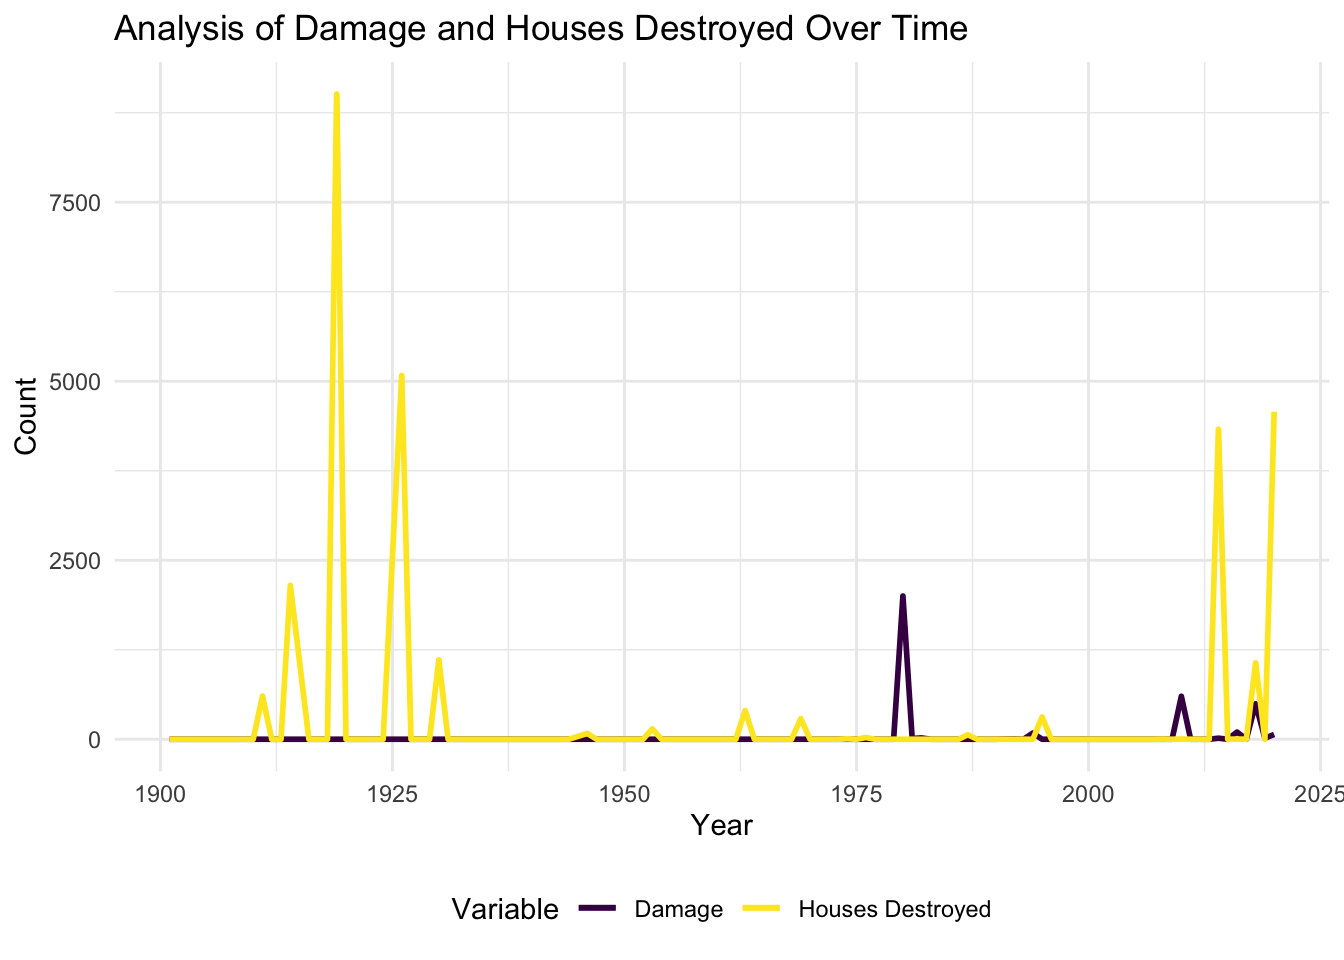 Analysis of Damage and Houses Destroyed Over Time
Count
7500
5000
2500
0
1900 1925 1950 1975 2000 2025
Year
Variable Damage Houses Destroyed